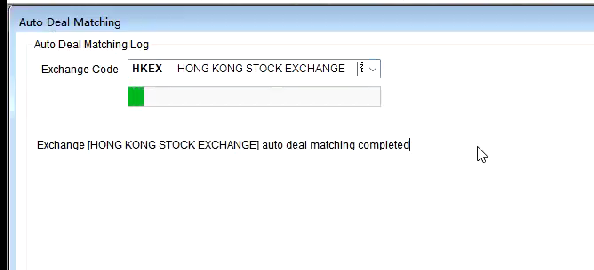 Auto Deal Matching
Auto Deal Matching Log
Exchange Code HKEX HONG KONG STOCK EXCHANGE
Exchange [HONG KONG STOCK EXCHANGE] auto deal matching completed